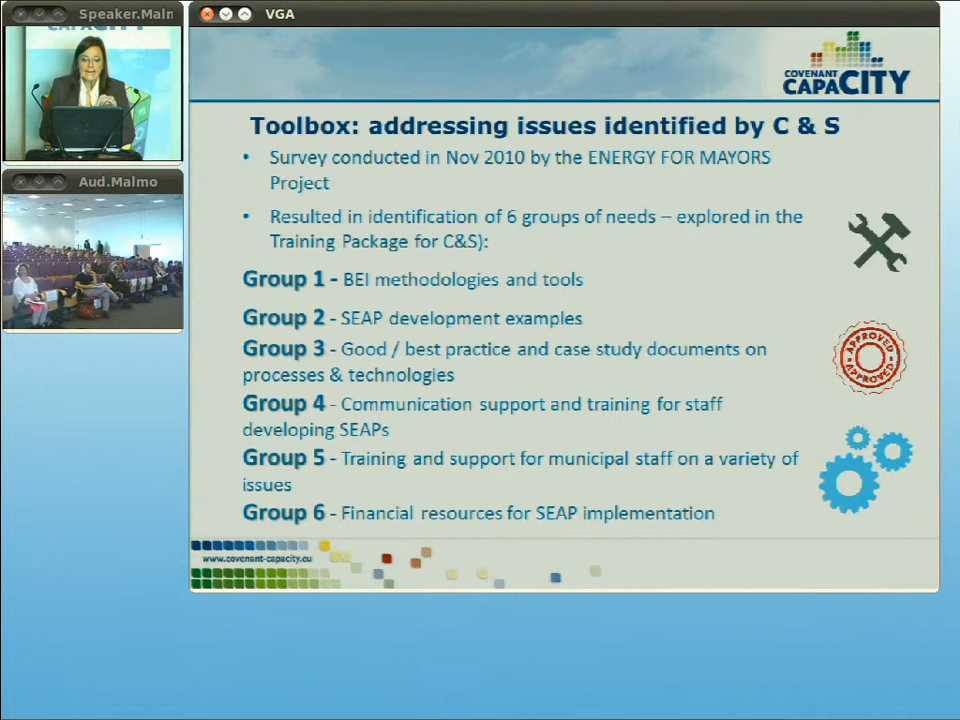 Speaker.Malm
VGA
CAPACITY
Aud.Malmo
COVENANT
CAPACITY
Toolbox: addressing issues identified by C & S
• Survey conducted in Nov 2010 by the ENERGY FOR MAYORS
Project
• Resulted in identification of 6 groups of needs – explored in the
Training Package for C&S):
Group 1 - BEI methodologies and tools
Group 2 - SEAP development examples
Group 3 - Good / best practice and case study documents on
processes & technologies
Group 4 - Communication support and training for staff
developing SEAPs
Group 5 - Training and support for municipal staff on a variety of
issues
Group 6 - Financial resources for SEAP implementation
APPROVED
APPROVED
www.covenant-capacity.eu